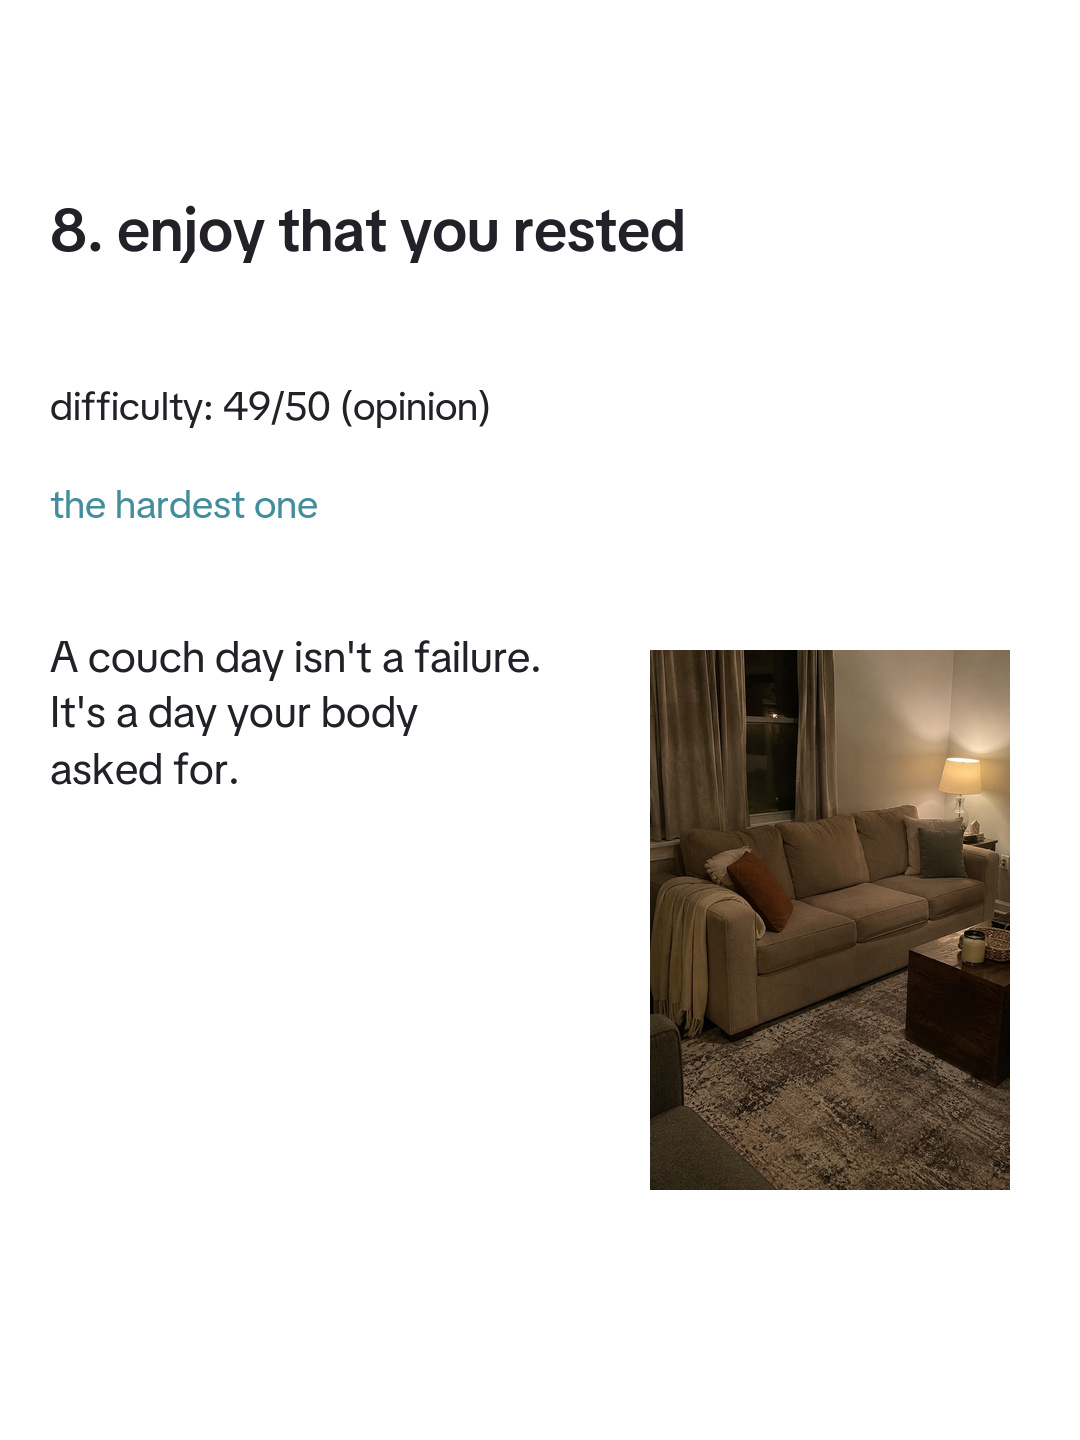 8. enjoy that you rested
difficulty: 49/50 (opinion)
the hardest one
A couch day isn't a failure.
It's a day your body
asked for.